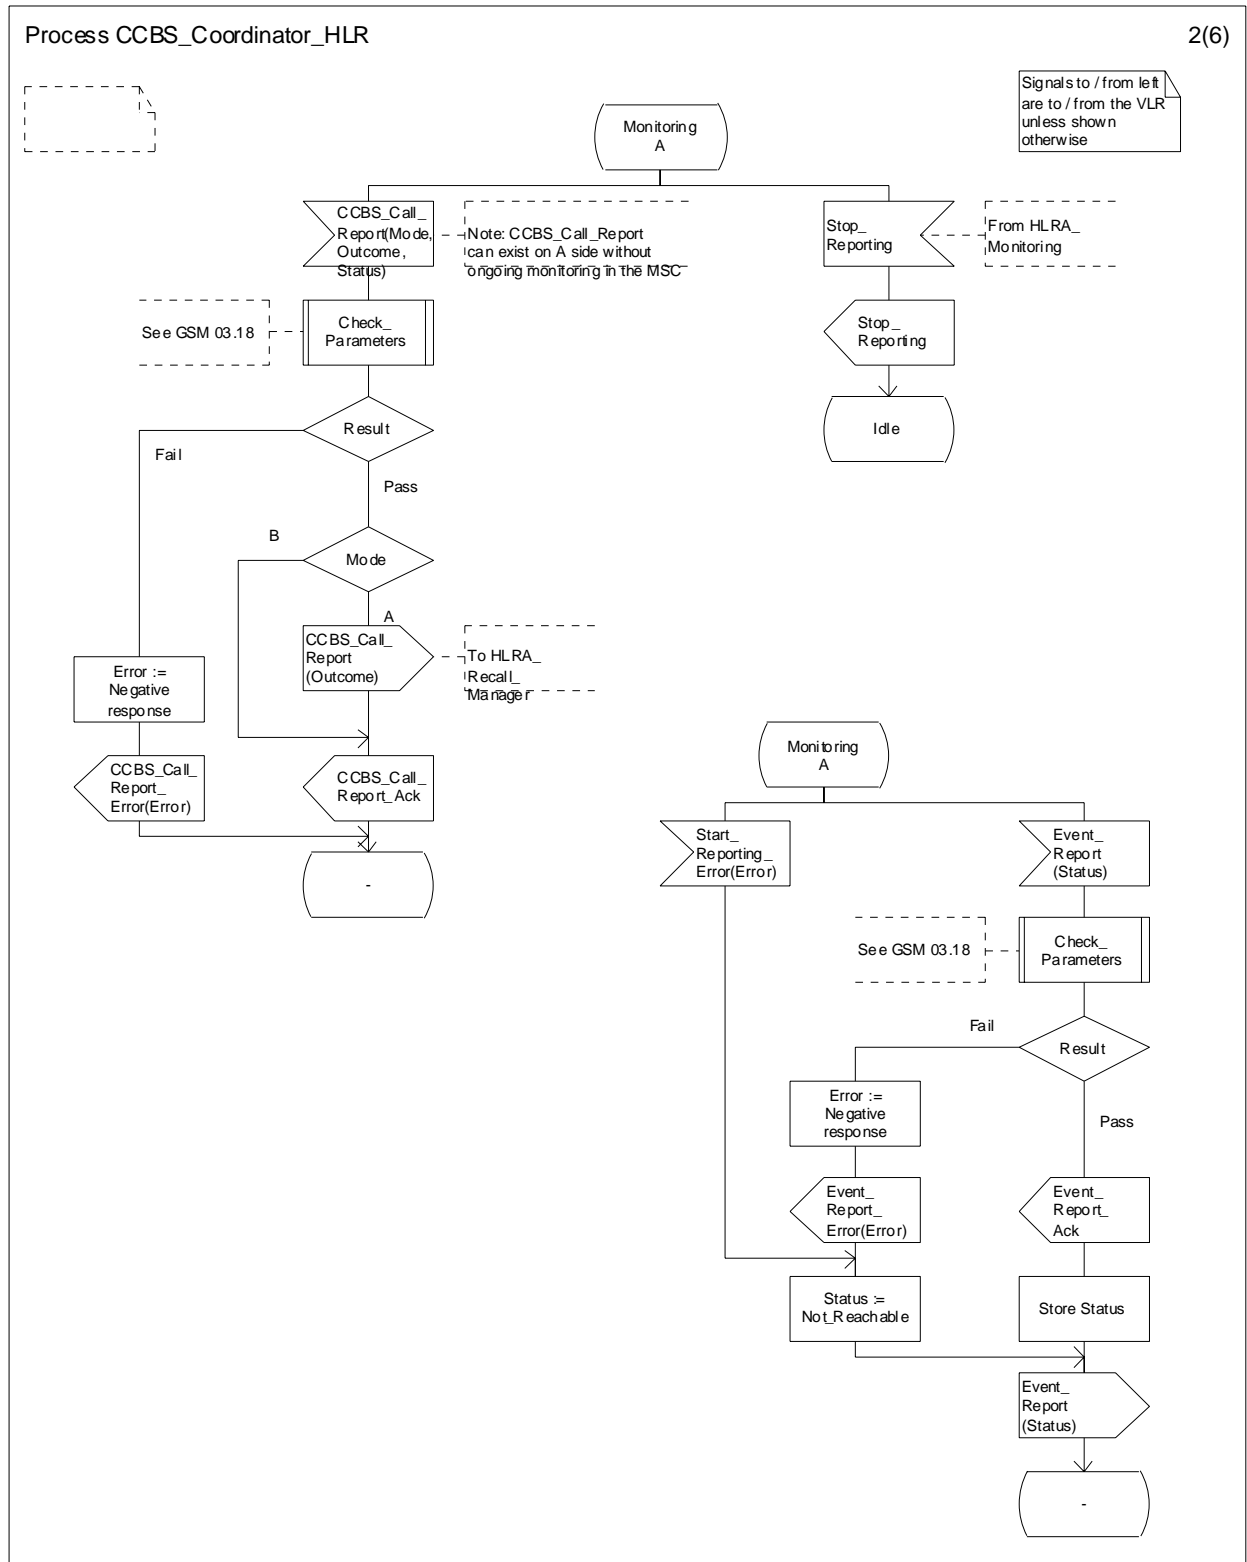 Process CCBS_Coordinator_HLR
2(6)
Signals to / from left
are to / from the VLR
unless shown
otherwise
Monitoring
A
CCBS_Call_
Report(Mode,
Outcome,
Status)
Note: CCBS_Call_Report
can exist on A side without
ongoing monitoring in the MSC
Stop_
Reporting
From HLRA_
Monitoring
See GSM 03.18
Check_
Parameters
Stop_
Reporting
Result
Idle
Fail
Pass
B
Mode
A
CCBS_Call_
Report
(Outcome)
To HLRA_
Recall_
Manager
Error :=
Negative
response
CCBS_Call_
Report_
Error(Error)
CCBS_Call_
Report_Ack
-
Monitoring
A
Start_
Reporting_
Error(Error)
Event_
Report
(Status)
See GSM 03.18
Check_
Parameters
Fail
Result
Error :=
Negative
response
Pass
Event_
Report_
Error(Error)
Event_
Report_
Ack
Status :=
Not_Reachable
Store Status
Event_
Report
(Status)
-